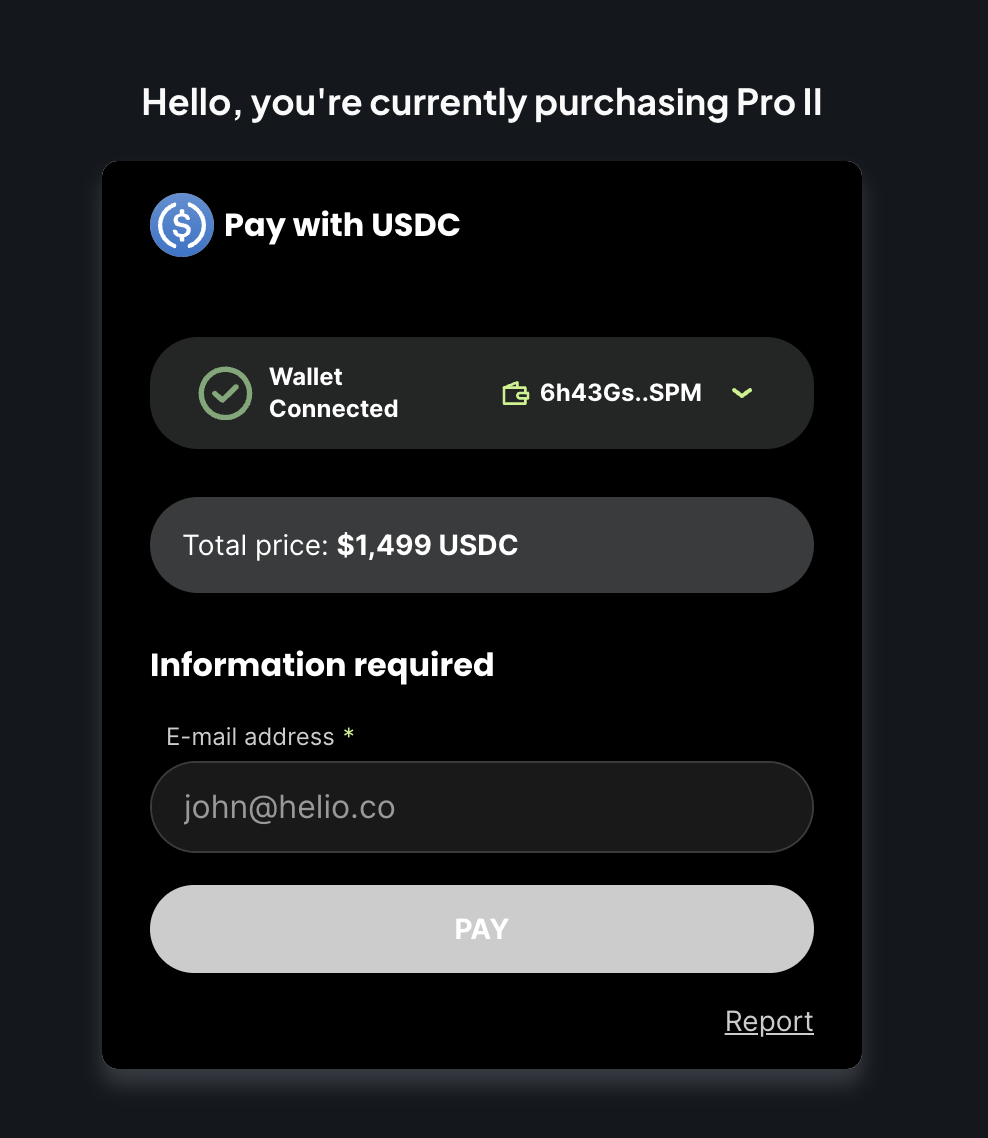 Hello, you're currently purchasing Pro II
Pay with USDC
Wallet
Connected
6h43Gs..SPM
Total price: $1,499 USDC
Information required
E-mail address *
john@helio.co
PAY
Report